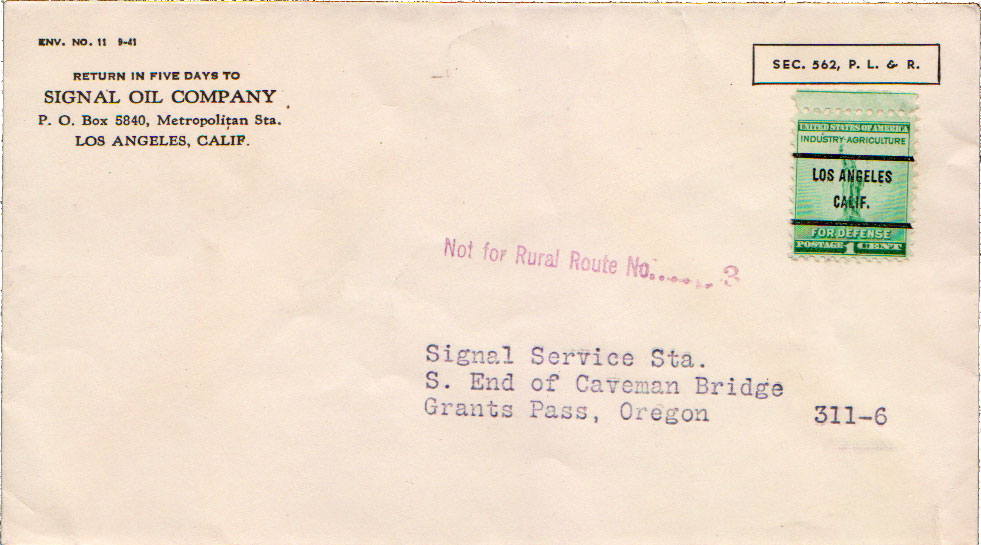 ENV. NO. 11 9-41
RETURN IN FIVE DAYS TO
SIGNAL OIL COMPANY
P. O. Box 5840, Metropolitan Sta.
LOS ANGELES, CALIF.
SEC. 562, P. L. & R.
UNITED STATES OF AMERICA
INDUSTRY·AGRICULTURE
LOS ANGELES
CALIF.
FOR DEFENSE
POSTAGE 1 CENT
Not for Rural Route No....... 3
Signal Service Sta.
S. End of Caveman Bridge
Grants Pass, Oregon 311-6